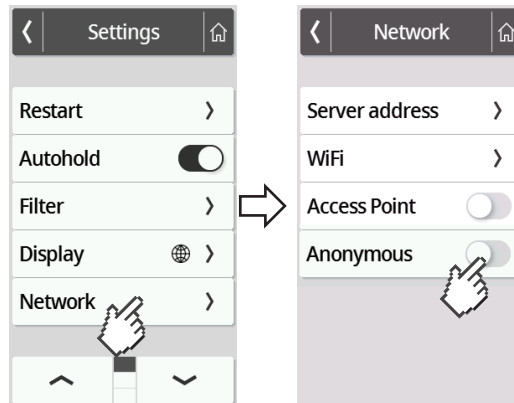 Settings
Restart
Autohold
Filter
Display
Network
Network
Server address
WiFi
Access Point
Anonymous